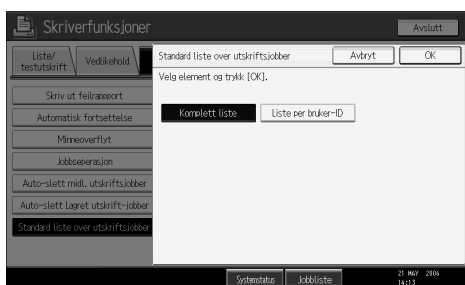 Skriverfunksjoner
Avslutt
Liste/
testutskrift
Vedlikehold
Standard liste over utskriftsjobber
Avbryt
OK
Velg element og trykk [OK].
Skriv ut feilrapport
Komplett liste
Liste per bruker-ID
Automatisk fortsettelse
Minneoverflyt
Jobbseperasjon
Auto-slett midl. utskriftsjobber
Auto-slett Lagret utskrift-jobber
Standard liste over utskriftsjobber
Systemstatus
Jobbliste
21 MAY 2006
14:13